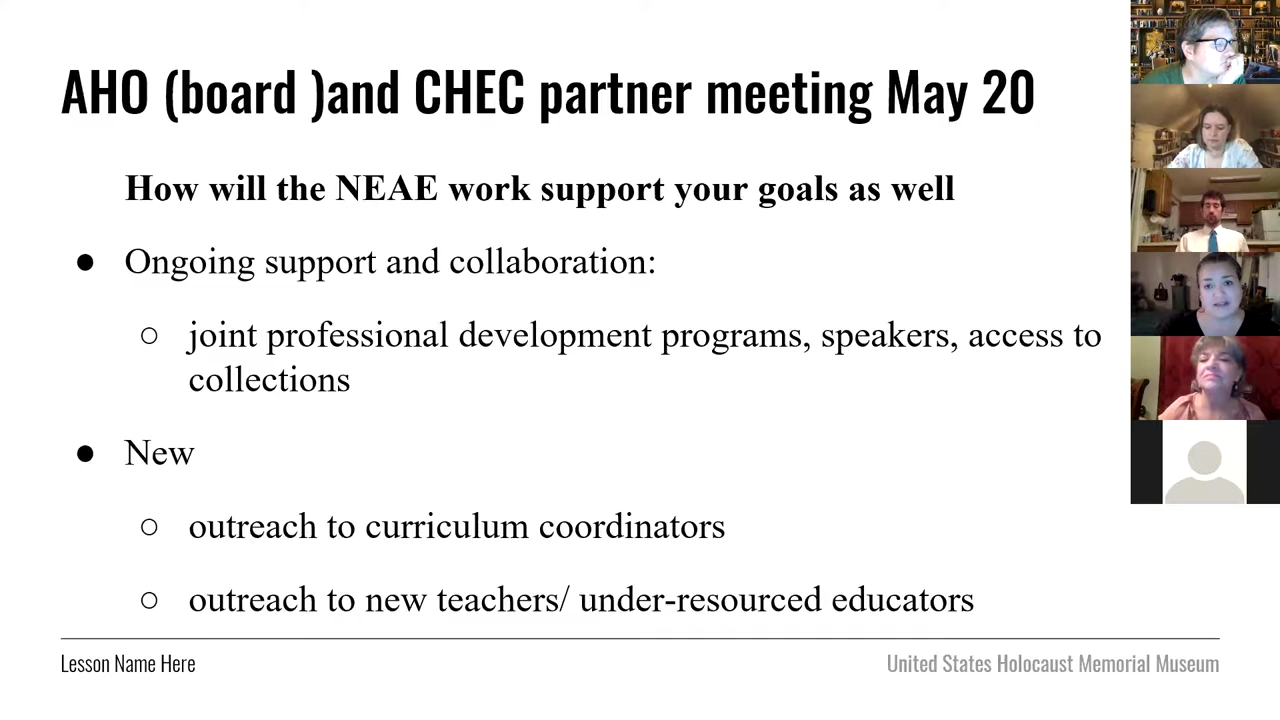 AHO (board )and CHEC partner meeting May 20
How will the NEAE work support your goals as well
● Ongoing support and collaboration:
○ joint professional development programs, speakers, access to
collections
● New
○ outreach to curriculum coordinators
○ outreach to new teachers/ under-resourced educators
Lesson Name Here
United States Holocaust Memorial Museum